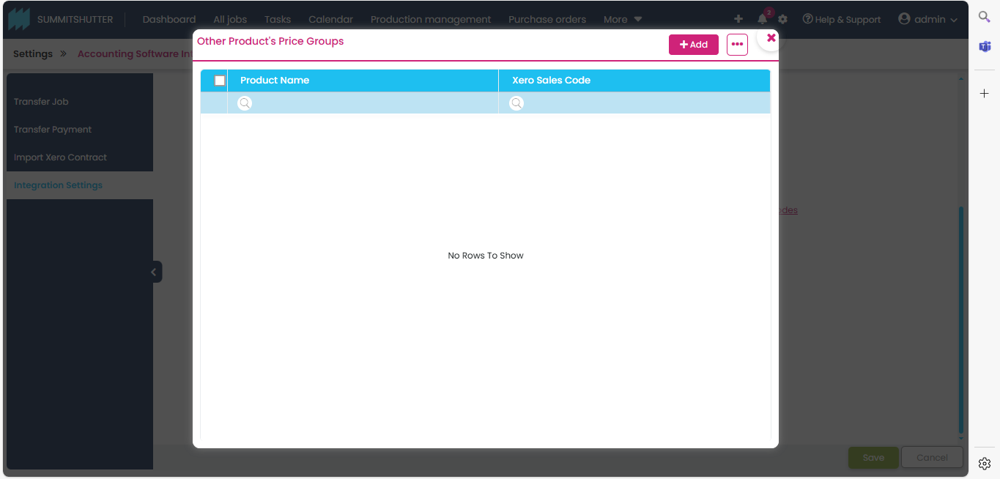 SUMMITSHUTTER Dashboard All jobs Tasks Calendar Production management Purchase orders More 2 Help & Support admin
Settings » Accounting Software In
Other Product's Price Groups + Add
Product Name Xero Sales Code
Transfer Job
Transfer Payment
Import Xero Contract
Integration Settings
odes
No Rows To Show
Save Cancel